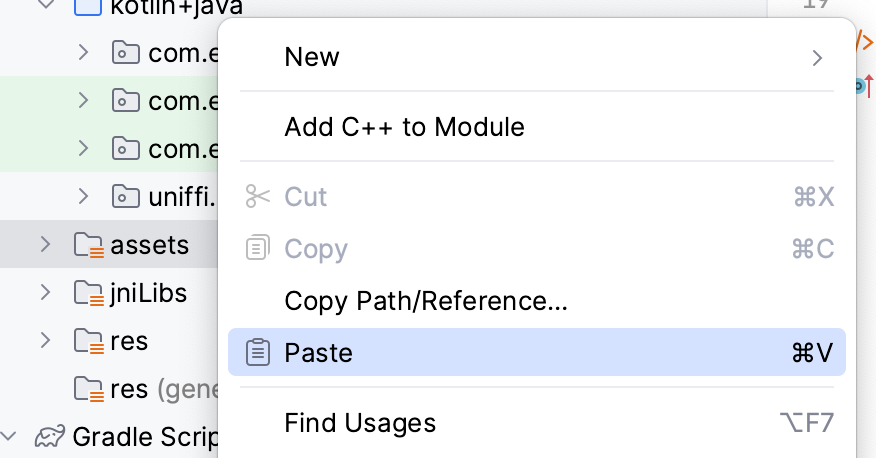 kotlin+java
19
com.e
New
com.e
Add C++ to Module
com.e
uniffi.
Cut ⌘X
assets
Copy ⌘C
jniLibs
Copy Path/Reference...
res
Paste ⌘V
res (gene
Find Usages ⌥F7
Gradle Scrip